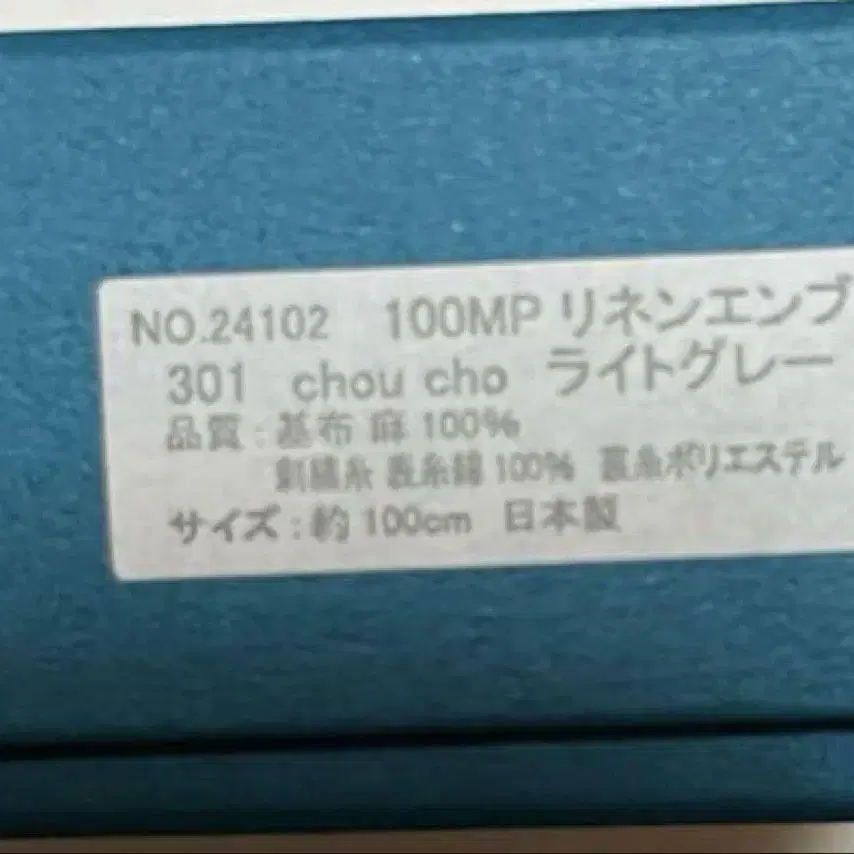 NO.24102 100MP リネンエンブ
301 chou cho ライトグレー
品質:基布 麻 100%
刺繍糸 表糸綿 100% 裏糸ポリエステル
サイズ:約 100cm 日本製